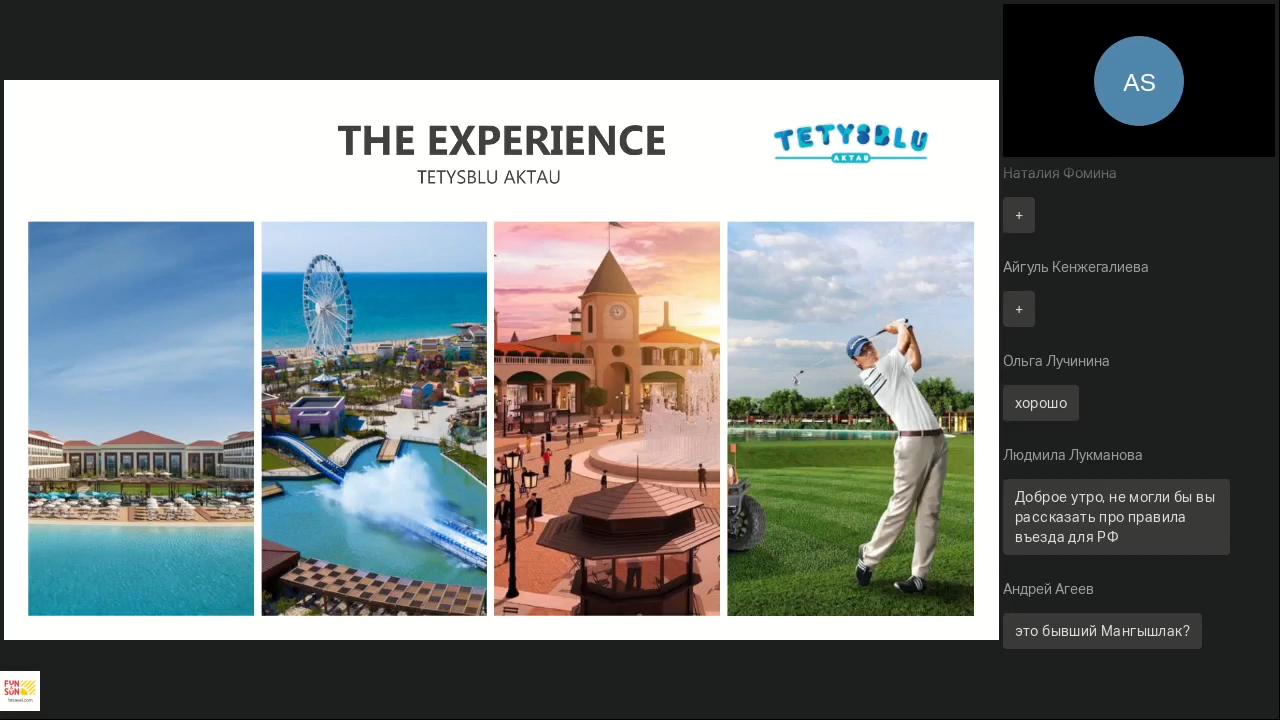 THE EXPERIENCE
TETYSBLU AKTAU
TETYSBLU
AKTAU
AS
Наталия Фомина
+
Айгуль Кенжегалиева
+
Ольга Лучинина
хорошо
Людмила Лукманова
Доброе утро, не могли бы вы
рассказать про правила
въезда для РФ
Андрей Агеев
это бывший Мангышлак?
FUN
SUN